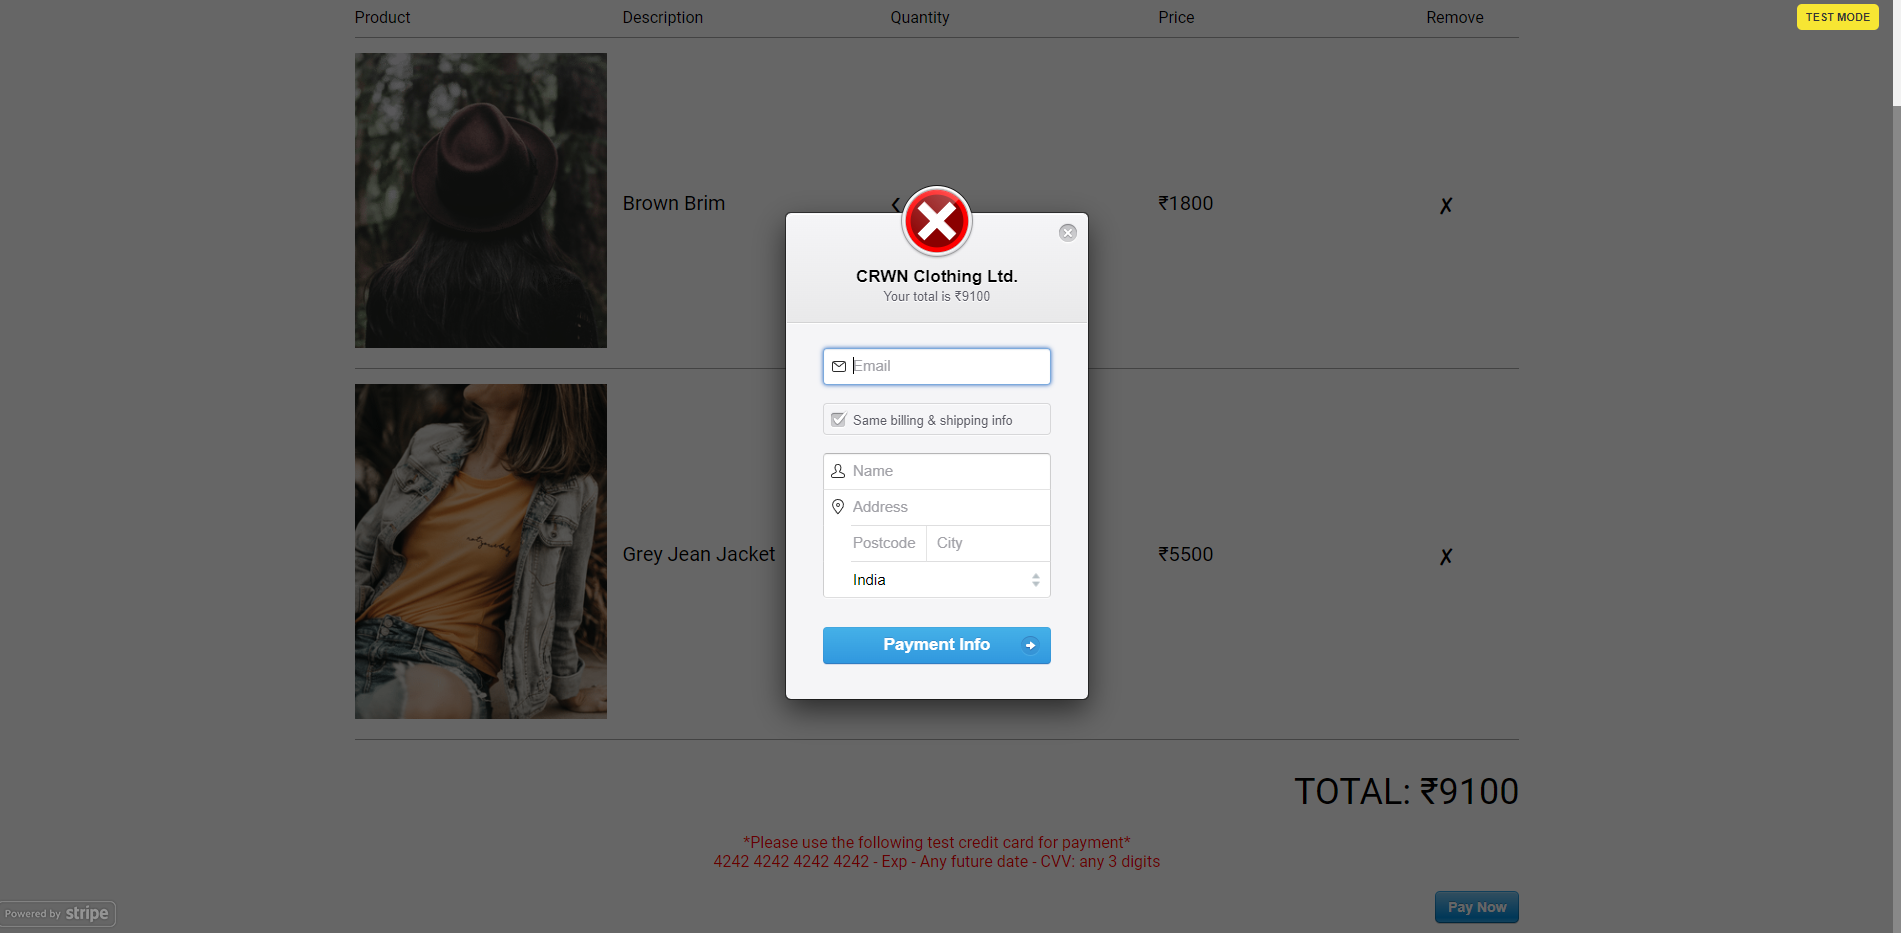 Product Description Quantity Price Remove
TEST MODE
Brown Brim ₹1800 ✗
CRWN Clothing Ltd.
Your total is ₹9100
Email
Same billing & shipping info
Name
Address
Postcode City
India
Payment Info
Grey Jean Jacket ₹5500 ✗
TOTAL: ₹9100
*Please use the following test credit card for payment*
4242 4242 4242 4242 - Exp - Any future date - CVV: any 3 digits
Pay Now
Powered by stripe